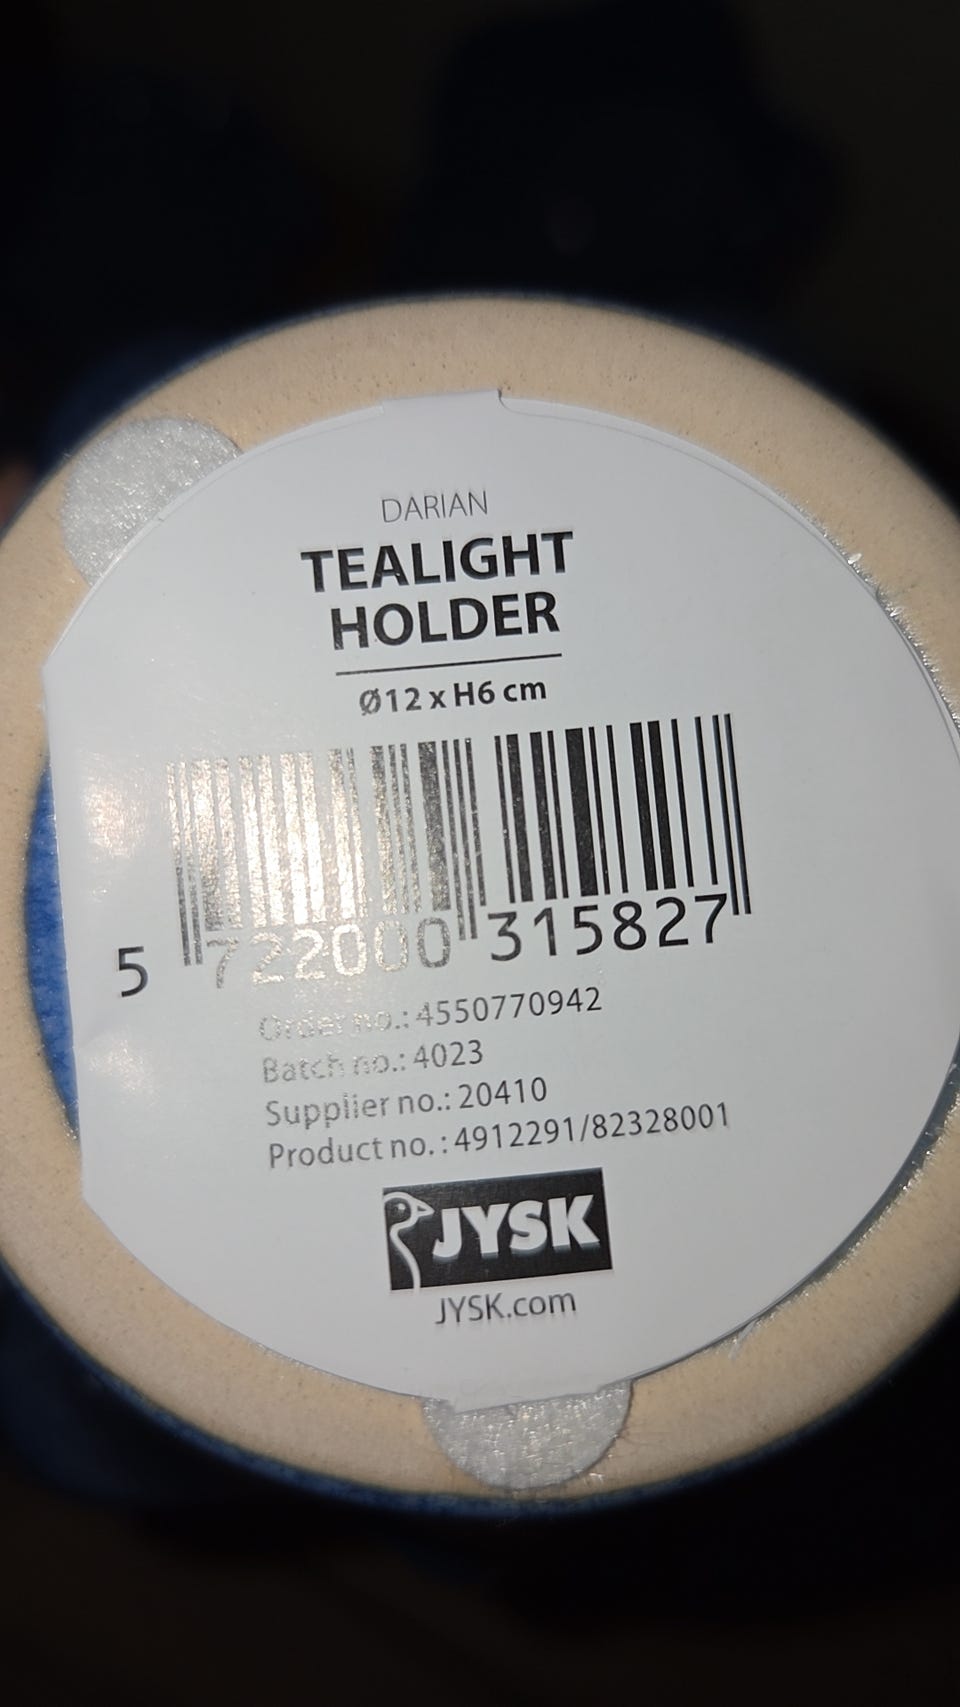 DARIAN
TEALIGHT
HOLDER
Ø12 x H6 cm
5 722000 315827
Order no.: 4550770942
Batch no.: 4023
Supplier no.: 20410
Product no.: 4912291/82328001
JYSK
JYSK.com